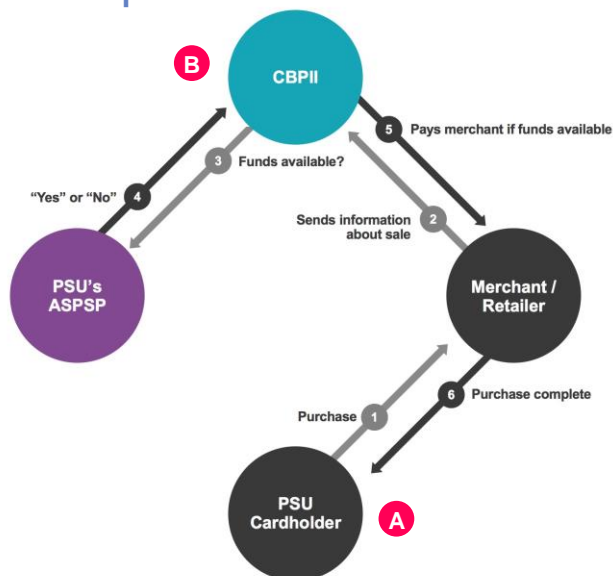 B
CBPII
5
Pays merchant if funds available
3
Funds available?
“Yes” or “No”
4
2
Sends information
about sale
PSU’s
ASPSP
Merchant /
Retailer
Purchase
1
6
Purchase complete
PSU
Cardholder
A